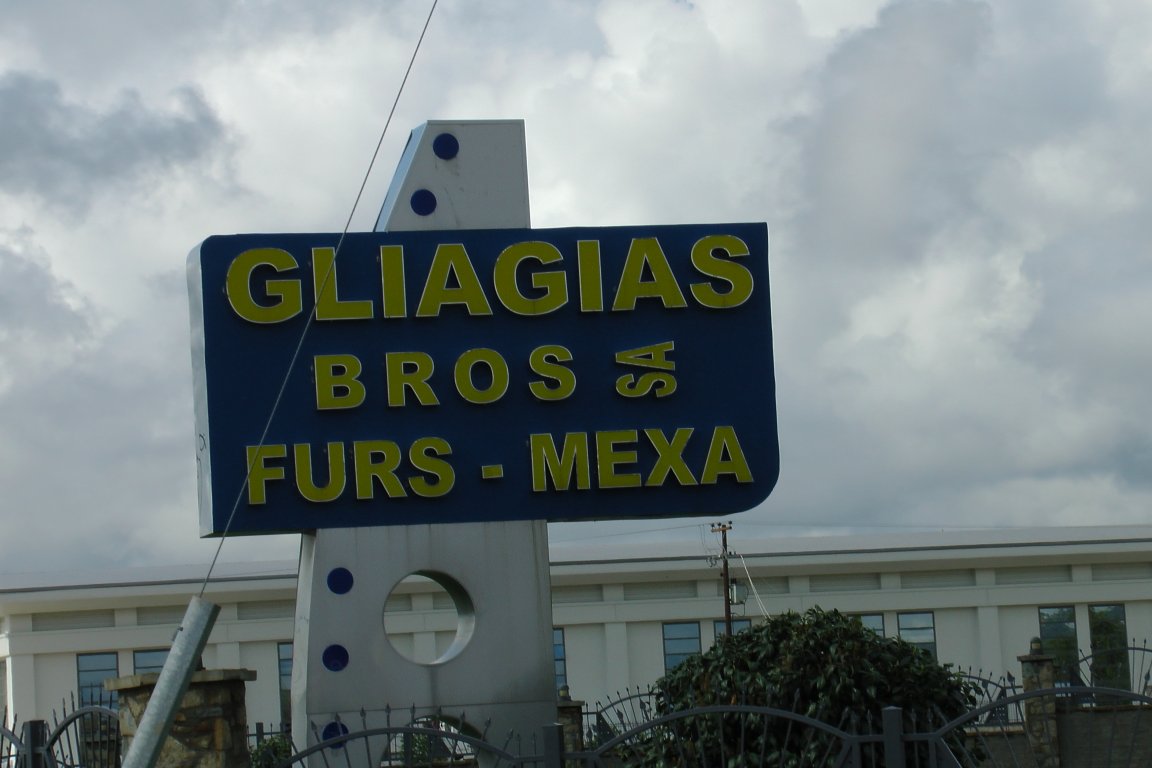 GLIAGIAS
BROS SA
FURS - MEXA